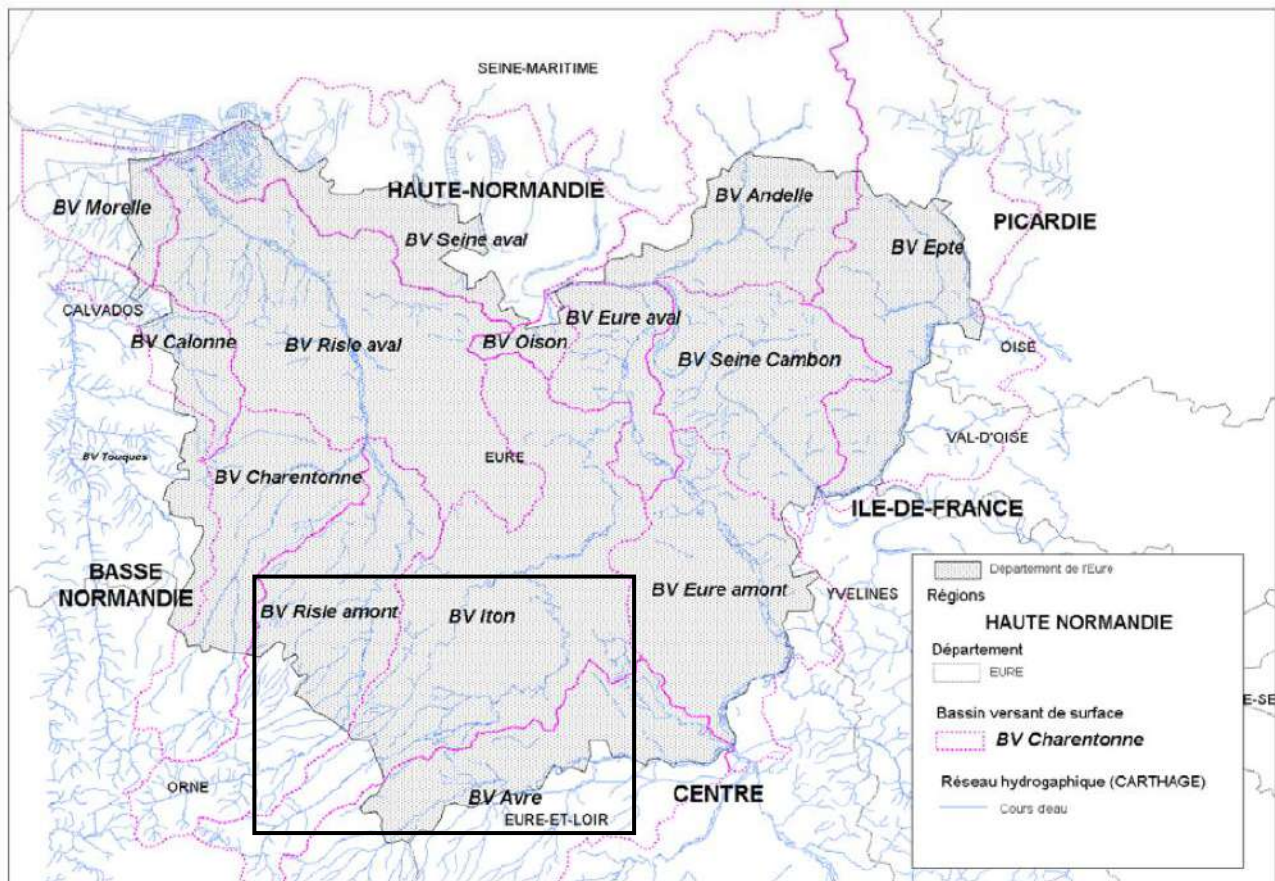 SEINE-MARITIME
HAUTE-NORMANDIE
BV Andelle
BV Morelle
PICARDIE
BV Seine aval
BV Epte
CALVADOS
BV Eure aval
BV Calonne
BV Risle aval
BV Oison
OISE
BV Seine Cambon
VAL-D'OISE
BV Touques
EURE
BV Charentonne
ILE-DE-FRANCE
BASSE
NORMANDIE
BV Risle amont
BV Iton
BV Eure amont
YVELINES
ORNE
BV Avre
CENTRE
EURE-ET-LOIR
E-SE
Département de l'Eure
Régions
HAUTE NORMANDIE
Département
EURE
Bassin versant de surface
BV Charentonne
Réseau hydrogaphique (CARTHAGE)
Cours d'eau